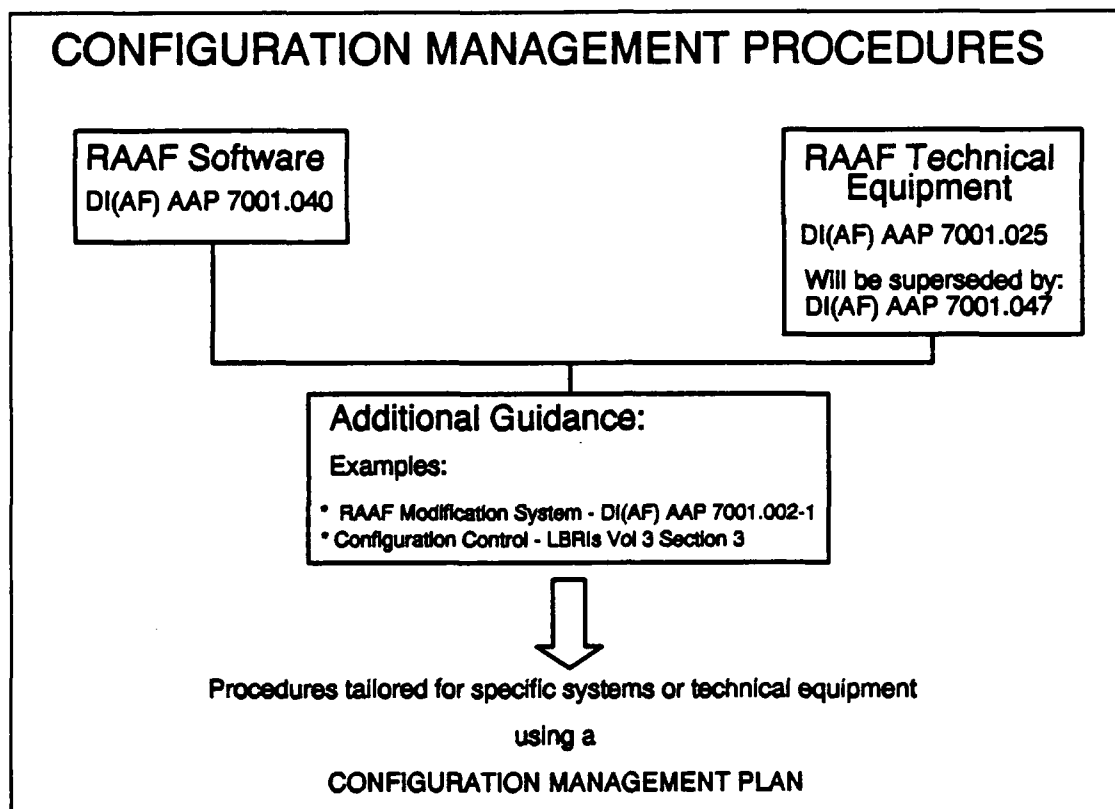 CONFIGURATION MANAGEMENT PROCEDURES
RAAF Software
DI(AF) AAP 7001.040
RAAF Technical
Equipment
DI(AF) AAP 7001.025
Will be superseded by:
DI(AF) AAP 7001.047
Additional Guidance:
Examples:
* RAAF Modification System - DI(AF) AAP 7001.002-1
* Configuration Control - LBRIs Vol 3 Section 3
Procedures tailored for specific systems or technical equipment
using a
CONFIGURATION MANAGEMENT PLAN